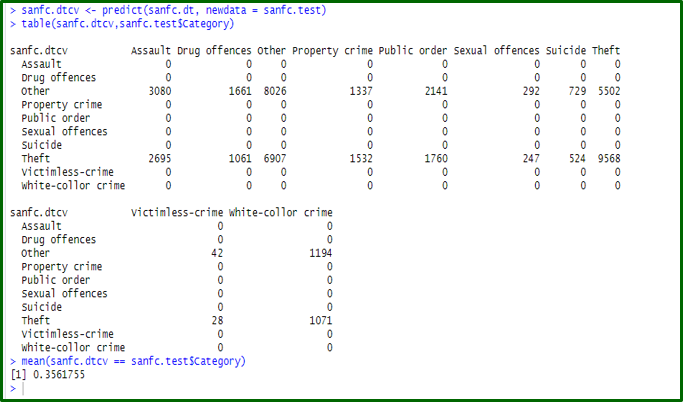 > sanfc.dtcv <- predict(sanfc.dt, newdata = sanfc.test)
> table(sanfc.dtcv,sanfc.test$Category)
sanfc.dtcv Assault Drug offences Other Property crime Public order Sexual offences Suicide Theft
Assault 0 0 0 0 0 0 0 0
Drug offences 0 0 0 0 0 0 0 0
Other 3080 1661 8026 1337 2141 292 729 5502
Property crime 0 0 0 0 0 0 0 0
Public order 0 0 0 0 0 0 0 0
Sexual offences 0 0 0 0 0 0 0 0
Suicide 0 0 0 0 0 0 0 0
Theft 2695 1061 6907 1532 1760 247 524 9568
Victimless-crime 0 0 0 0 0 0 0 0
White-collor crime 0 0 0 0 0 0 0 0
sanfc.dtcv Victimless-crime White-collor crime
Assault 0 0
Drug offences 0 0
Other 42 1194
Property crime 0 0
Public order 0 0
Sexual offences 0 0
Suicide 0 0
Theft 28 1071
Victimless-crime 0 0
White-collor crime 0 0
> mean(sanfc.dtcv == sanfc.test$Category)
[1] 0.3561755
>